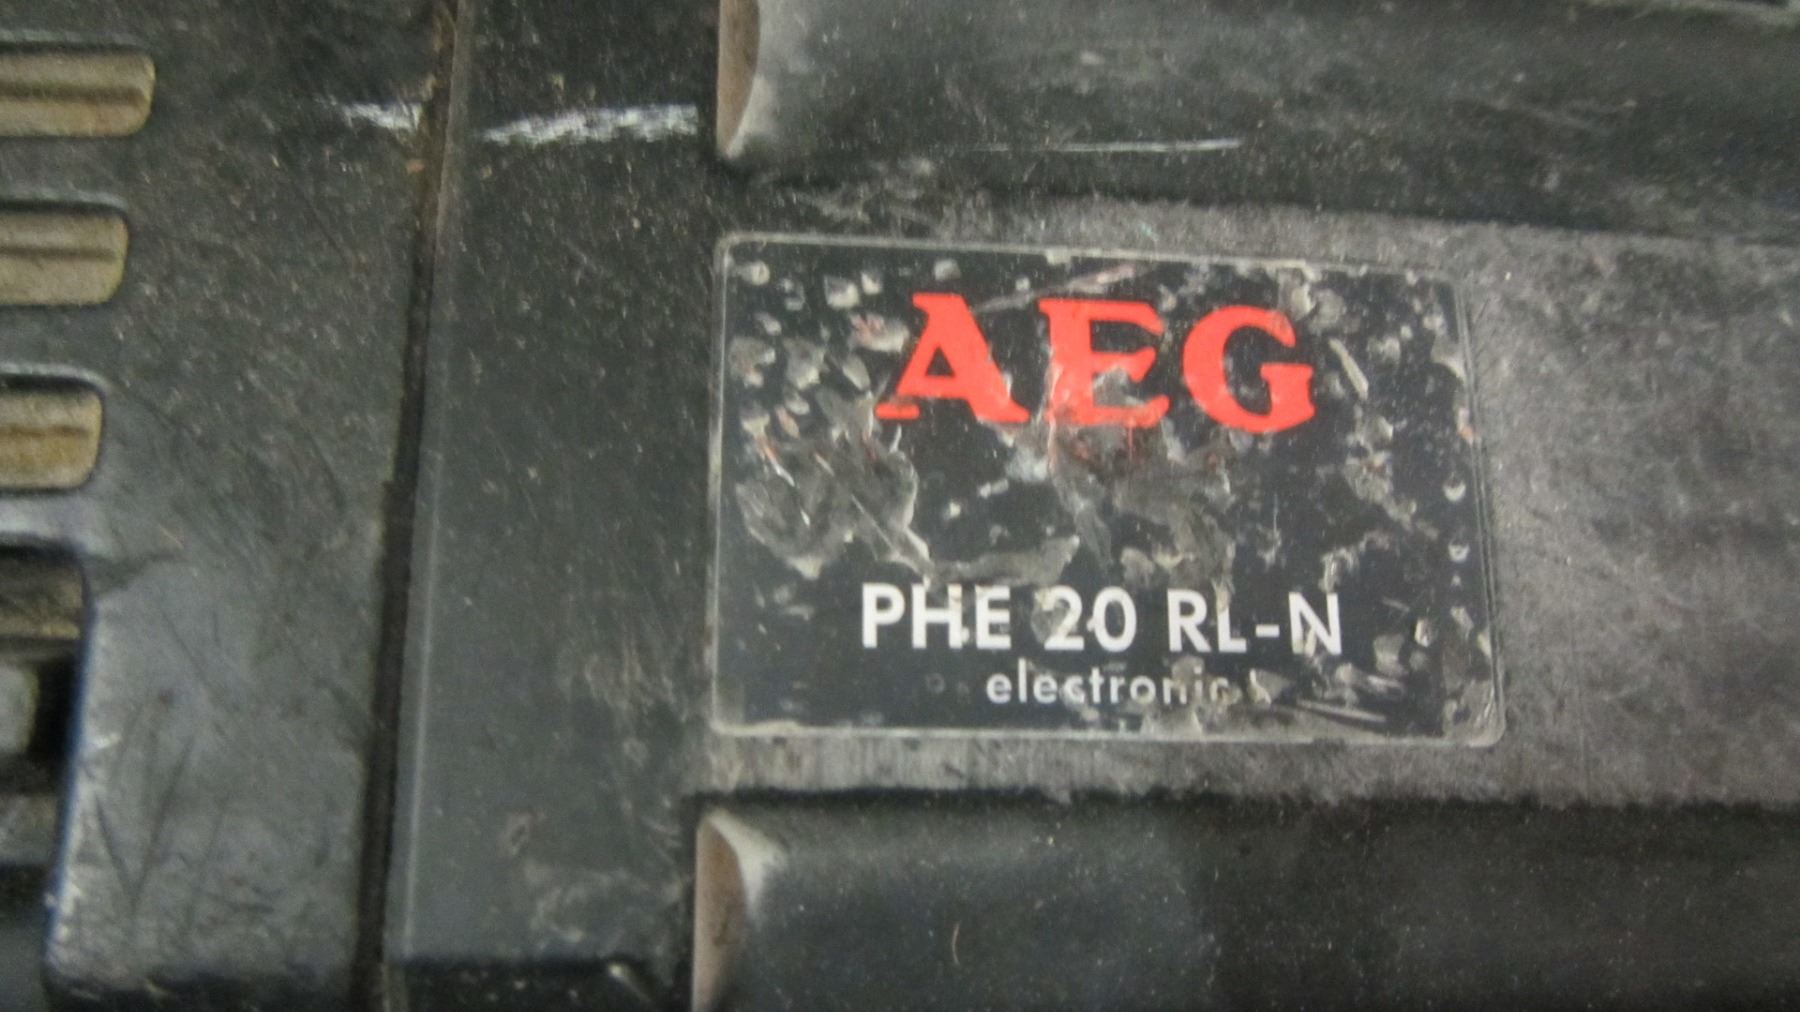 AEG
PHE 20 RL-N
electronic